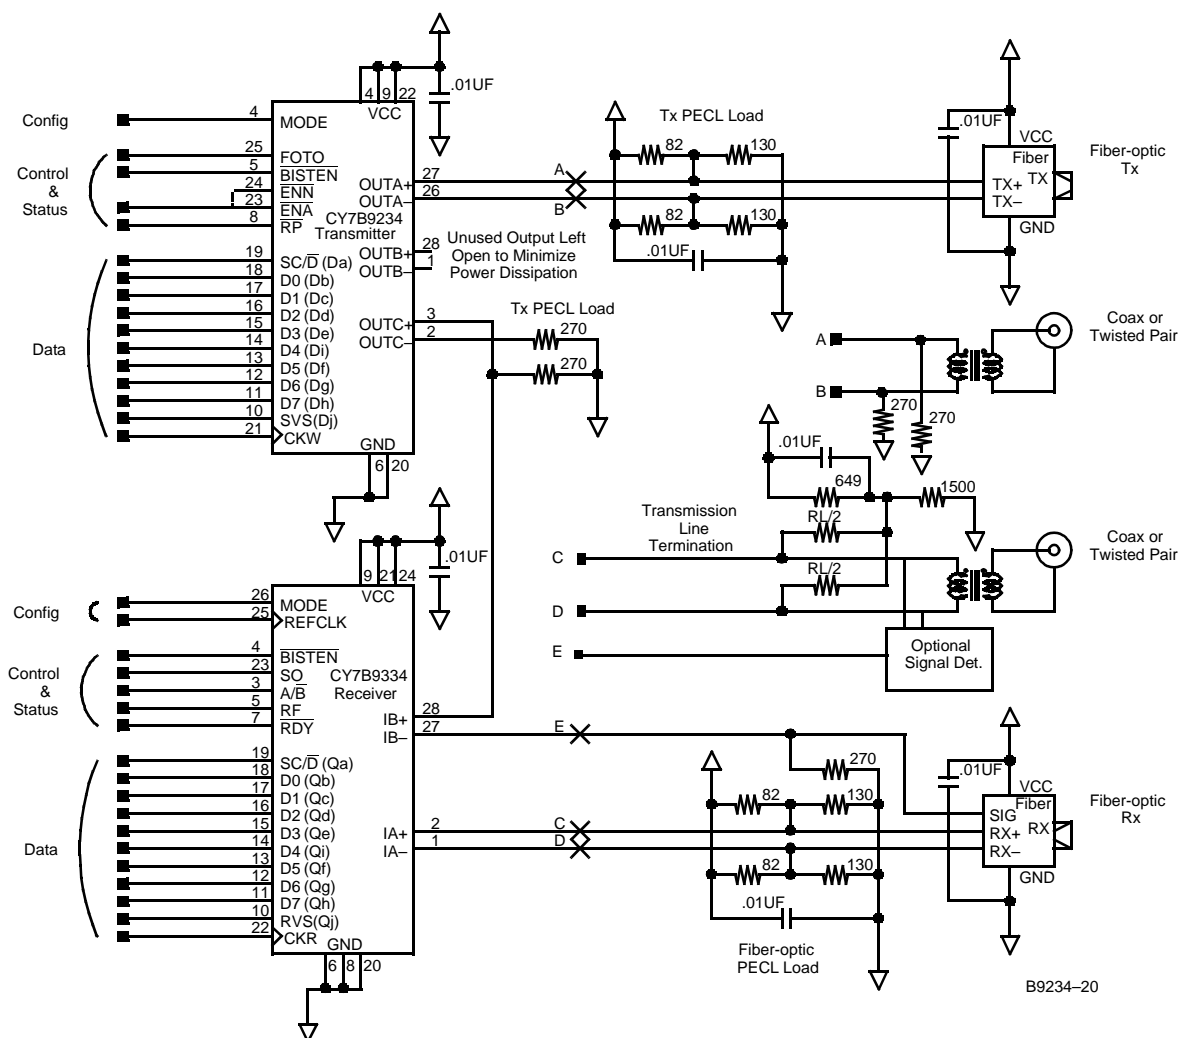 .01UF
4 9 22
VCC
Config
4
MODE
Control
&
Status
25
FOTO
5
BISTEN
24
ENN
23
ENA
8
RP
CY7B9234
Transmitter
OUTA+
27
OUTA–
26
OUTB+
28
OUTB–
1
Unused Output Left
Open to Minimize
Power Dissipation
OUTC+
3
OUTC–
2
Data
19
SC/D (Da)
18
D0 (Db)
17
D1 (Dc)
16
D2 (Dd)
15
D3 (De)
14
D4 (Di)
13
D5 (Df)
12
D6 (Dg)
11
D7 (Dh)
10
SVS(Dj)
21
CKW
GND
6 20
A
B
Tx PECL Load
82
130
82
130
.01UF
Tx PECL Load
270
270
.01UF
VCC
Fiber
TX
TX+
TX–
GND
Fiber-optic
Tx
A
B
270
270
Coax or
Twisted Pair
.01UF
649
1500
RL/2
RL/2
Transmission
Line
Termination
C
D
E
Optional
Signal Det.
Coax or
Twisted Pair
.01UF
9 21 24
VCC
Config
26
MODE
25
REFCLK
Control
&
Status
4
BISTEN
23
SO
3
A/B
5
RF
7
RDY
CY7B9334
Receiver
IB+
28
IB–
27
IA+
2
IA–
1
Data
19
SC/D (Qa)
18
D0 (Qb)
17
D1 (Qc)
16
D2 (Qd)
15
D3 (Qe)
14
D4 (Qi)
13
D5 (Qf)
12
D6 (Qg)
11
D7 (Qh)
10
RVS(Qj)
22
CKR
GND
6 8 20
E
C
D
270
82
130
82
130
.01UF
Fiber-optic
PECL Load
.01UF
VCC
Fiber
RX
SIG
RX+
RX–
GND
Fiber-optic
Rx
B9234–20